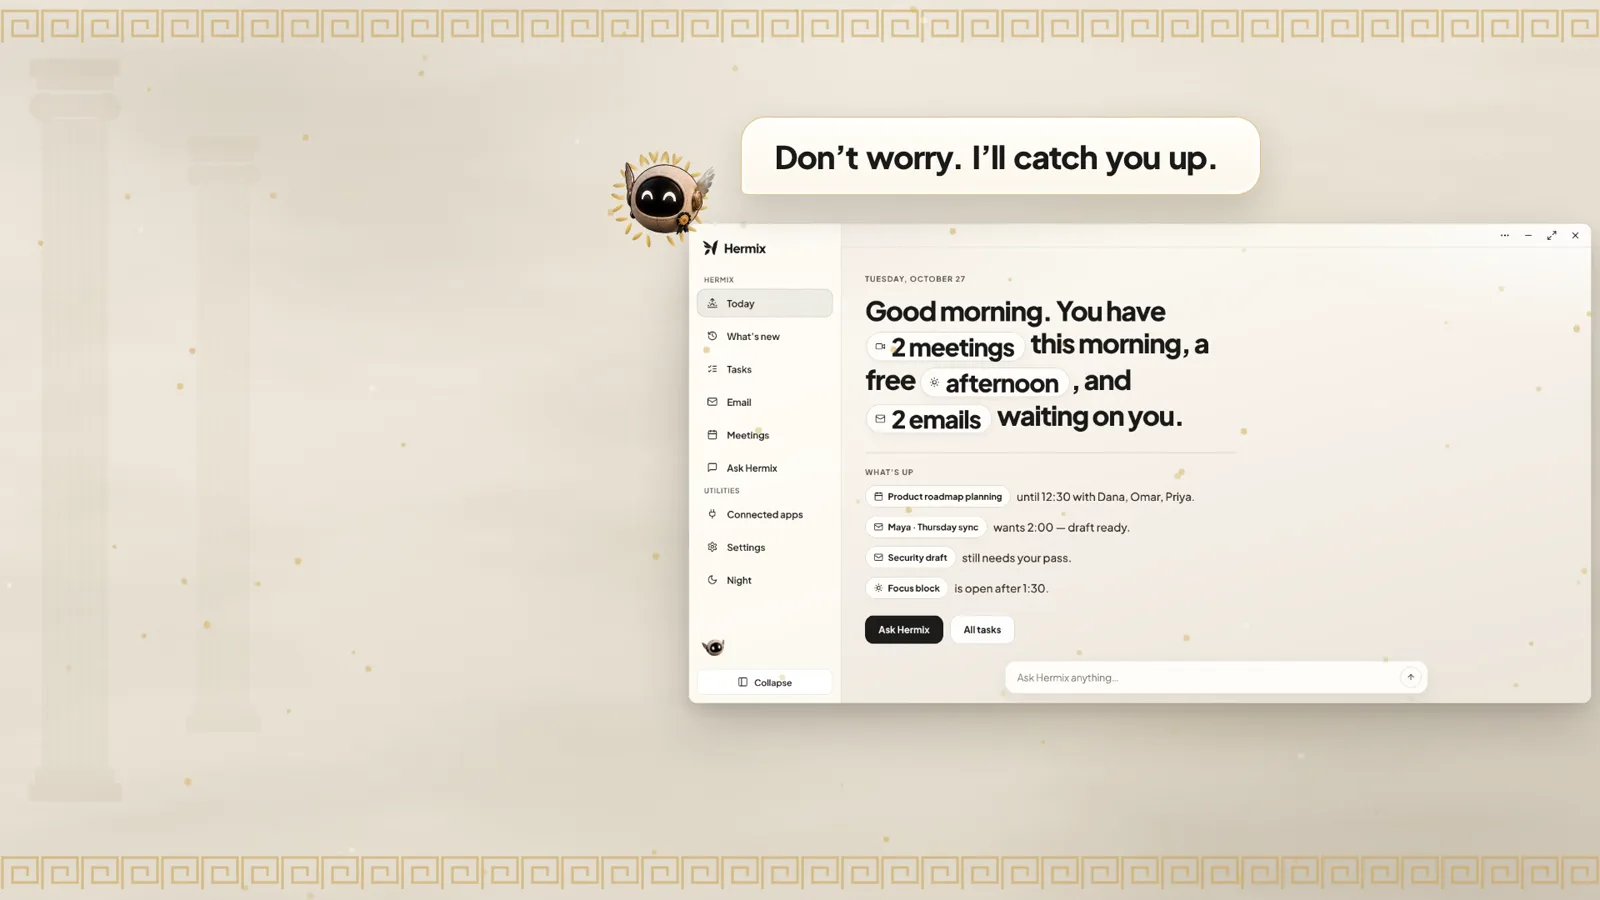 Don’t worry. I’ll catch you up.
Hermix
HERMIX
Today
What's new
Tasks
Email
Meetings
Ask Hermix
UTILITIES
Connected apps
Settings
Night
Collapse
TUESDAY, OCTOBER 27
Good morning. You have
2 meetings this morning, a
free afternoon , and
2 emails waiting on you.
WHAT'S UP
Product roadmap planning until 12:30 with Dana, Omar, Priya.
Maya · Thursday sync wants 2:00 — draft ready.
Security draft still needs your pass.
Focus block is open after 1:30.
Ask Hermix All tasks
Ask Hermix anything...